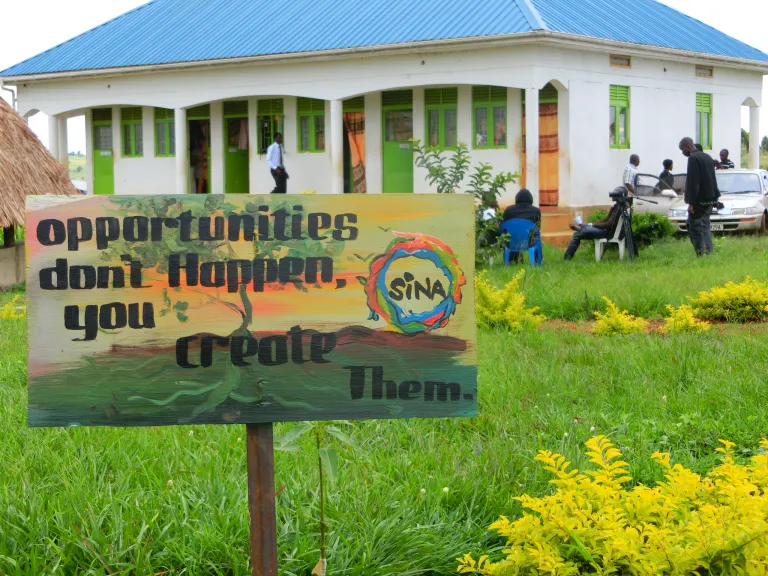 opportunities
don't Happen,
you
create
Them.
SiNA